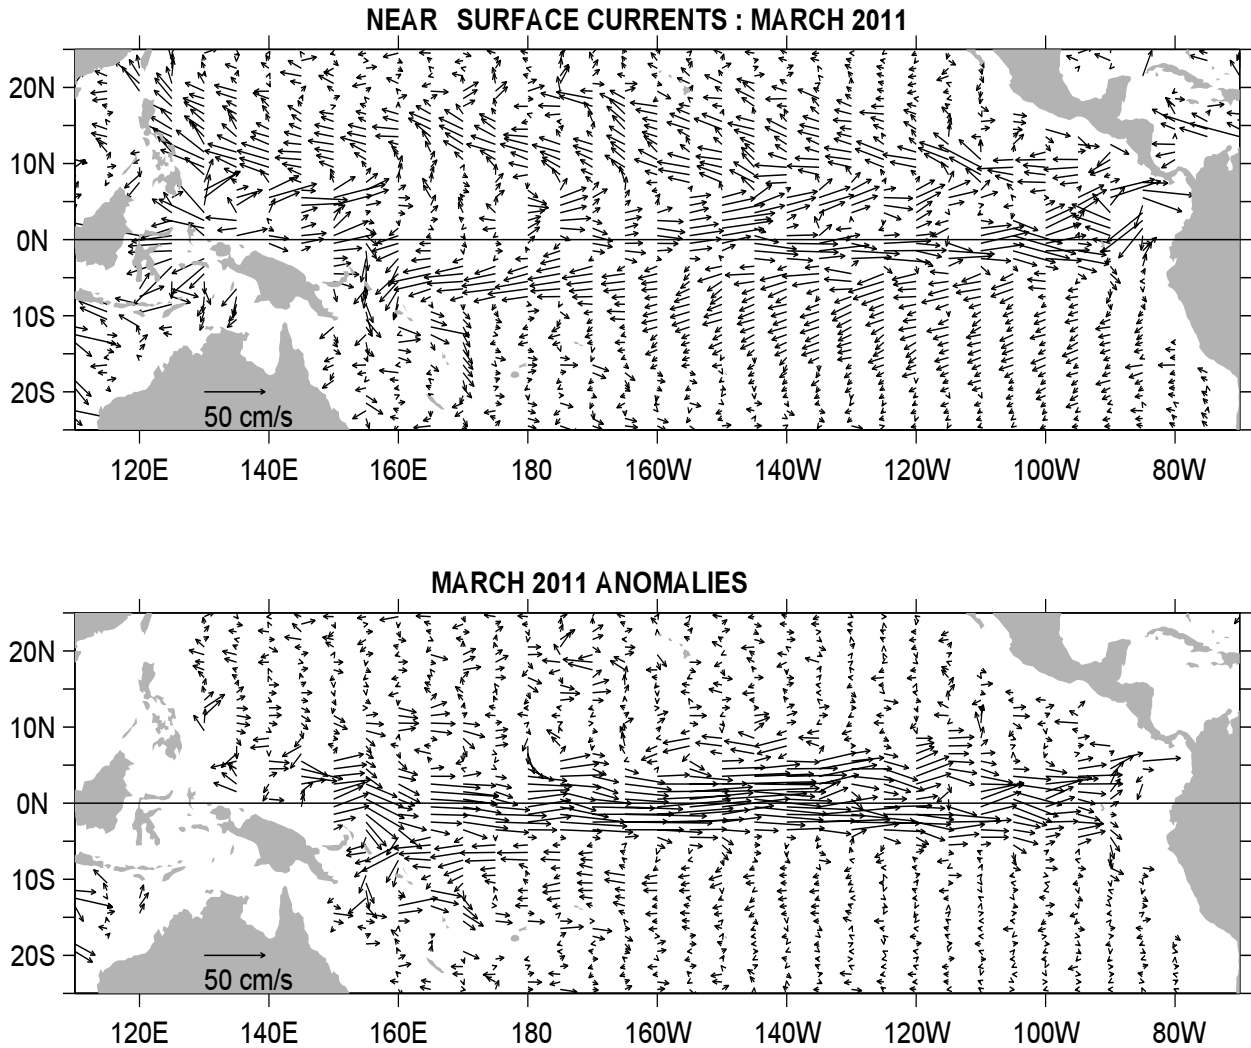 NEAR SURFACE CURRENTS : MARCH 2011
20N
10N
0N
10S
20S
50 cm/s
120E 140E 160E 180 160W 140W 120W 100W 80W
MARCH 2011 ANOMALIES
20N
10N
0N
10S
20S
50 cm/s
120E 140E 160E 180 160W 140W 120W 100W 80W